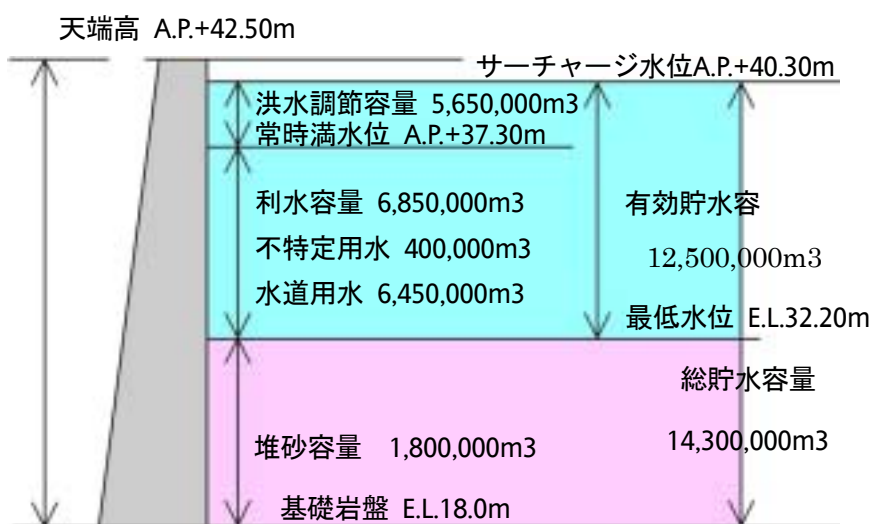 天端高 A.P.+42.50m
サーチャージ水位A.P.+40.30m
洪水調節容量 5,650,000m3
常時満水位 A.P.+37.30m
利水容量 6,850,000m3
不特定用水 400,000m3
水道用水 6,450,000m3
有効貯水容
12,500,000m3
最低水位 E.L.32.20m
総貯水容量
14,300,000m3
堆砂容量 1,800,000m3
基礎岩盤 E.L.18.0m